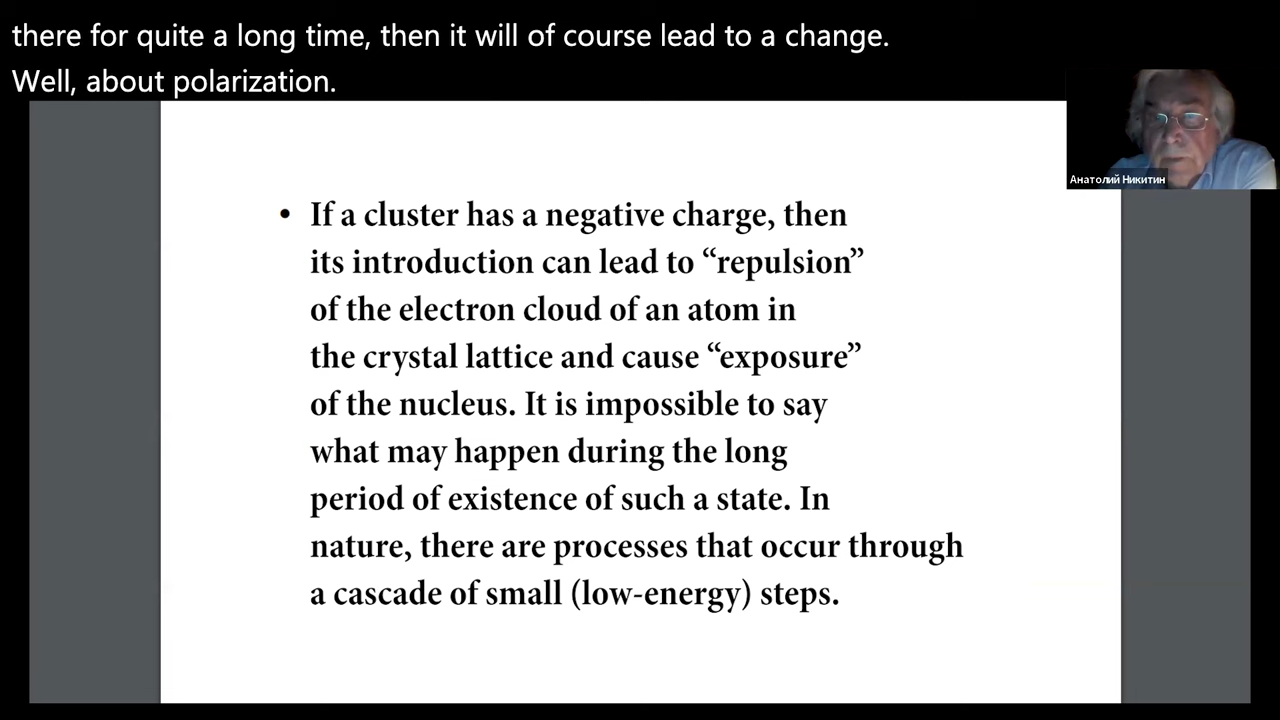 there for quite a long time, then it will of course lead to a change.
Well, about polarization.
Анатолий Никитин
• If a cluster has a negative charge, then
its introduction can lead to “repulsion”
of the electron cloud of an atom in
the crystal lattice and cause “exposure”
of the nucleus. It is impossible to say
what may happen during the long
period of existence of such a state. In
nature, there are processes that occur through
a cascade of small (low-energy) steps.